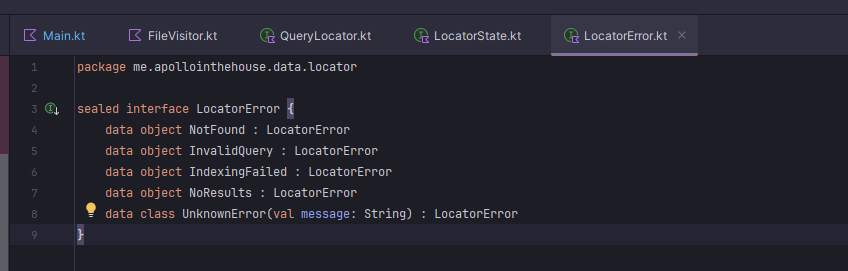 Main.kt FileVisitor.kt QueryLocator.kt LocatorState.kt LocatorError.kt
1 package me.apollointhehouse.data.locator
2
3 sealed interface LocatorError {
4 data object NotFound : LocatorError
5 data object InvalidQuery : LocatorError
6 data object IndexingFailed : LocatorError
7 data object NoResults : LocatorError
8 data class UnknownError(val message: String) : LocatorError
9 }